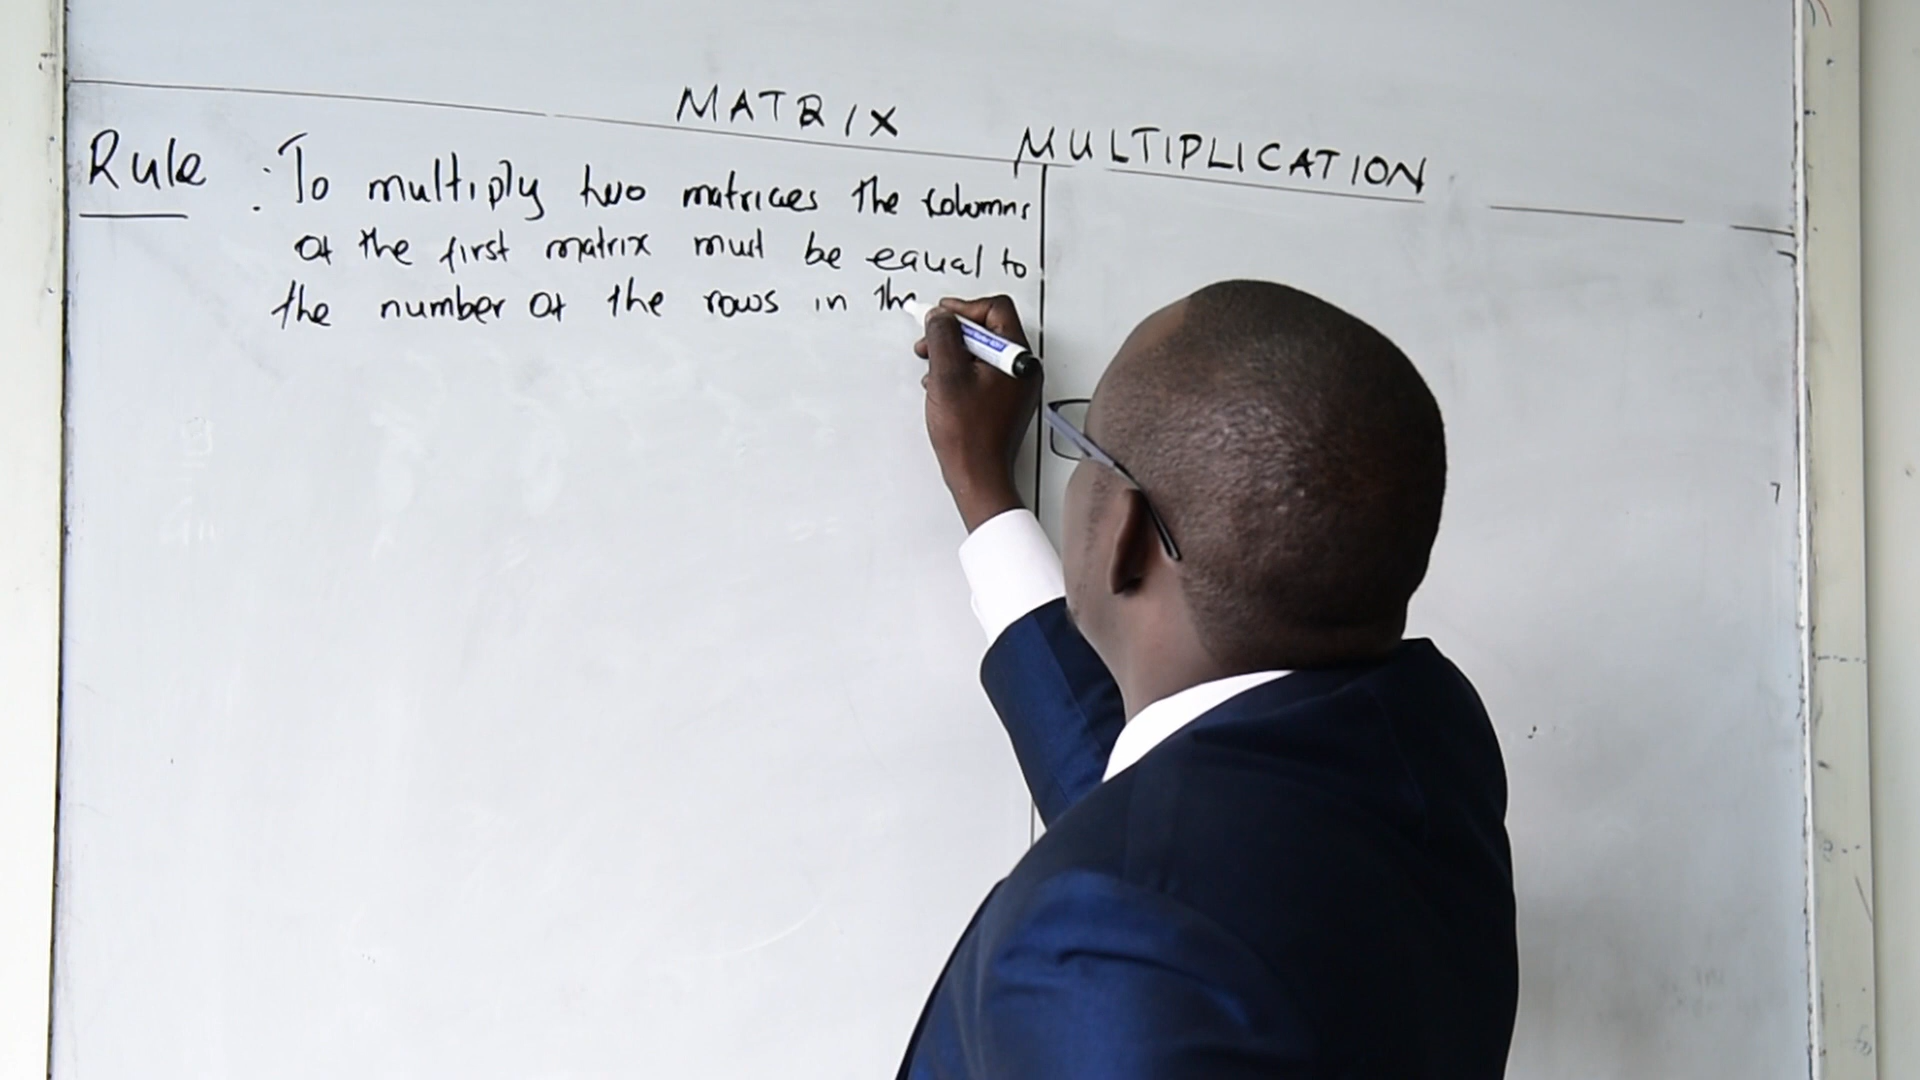 MATRIX MULTIPLICATION
Rule : To multiply two matrices the columns
of the first matrix must be equal to
the number of the rows in the